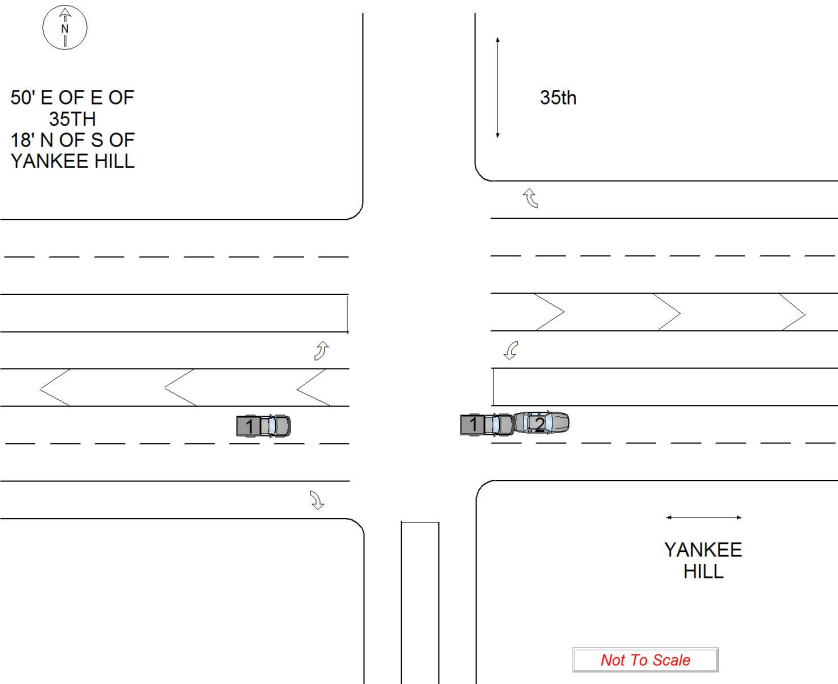 N
50' E OF E OF
35TH
18' N OF S OF
YANKEE HILL
35th
1
1
2
YANKEE
HILL
Not To Scale